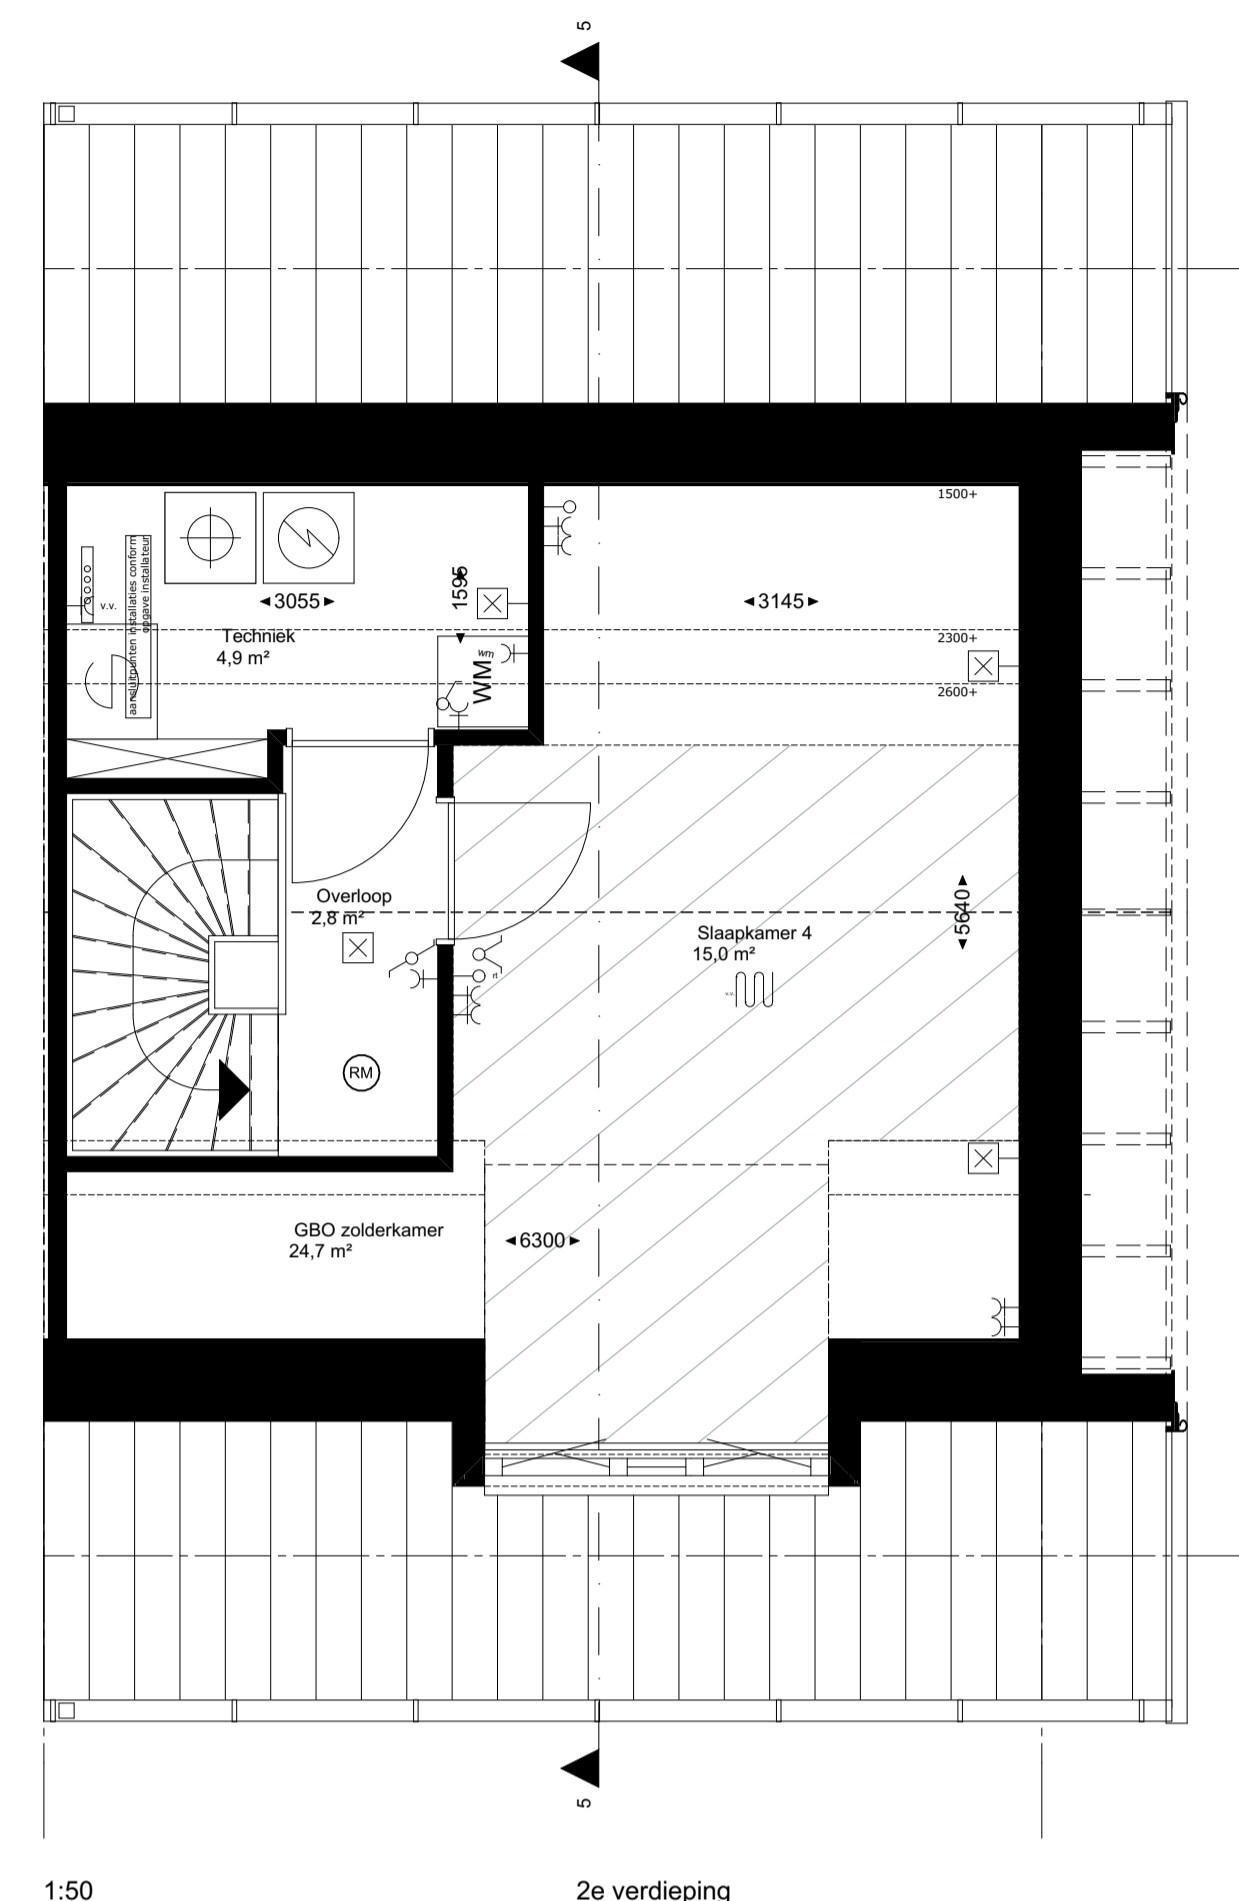 5
1500+
aansluitpunten installaties conform
opgave installateur
v.v.
3055
1595
3145
Techniek
4,9 m²
2300+
wm
WM
2600+
Overloop
2,8 m²
5640
Slaapkamer 4
15,0 m²
rt
v.v.
RM
GBO zolderkamer
24,7 m²
6300
5
1:50
2e verdieping